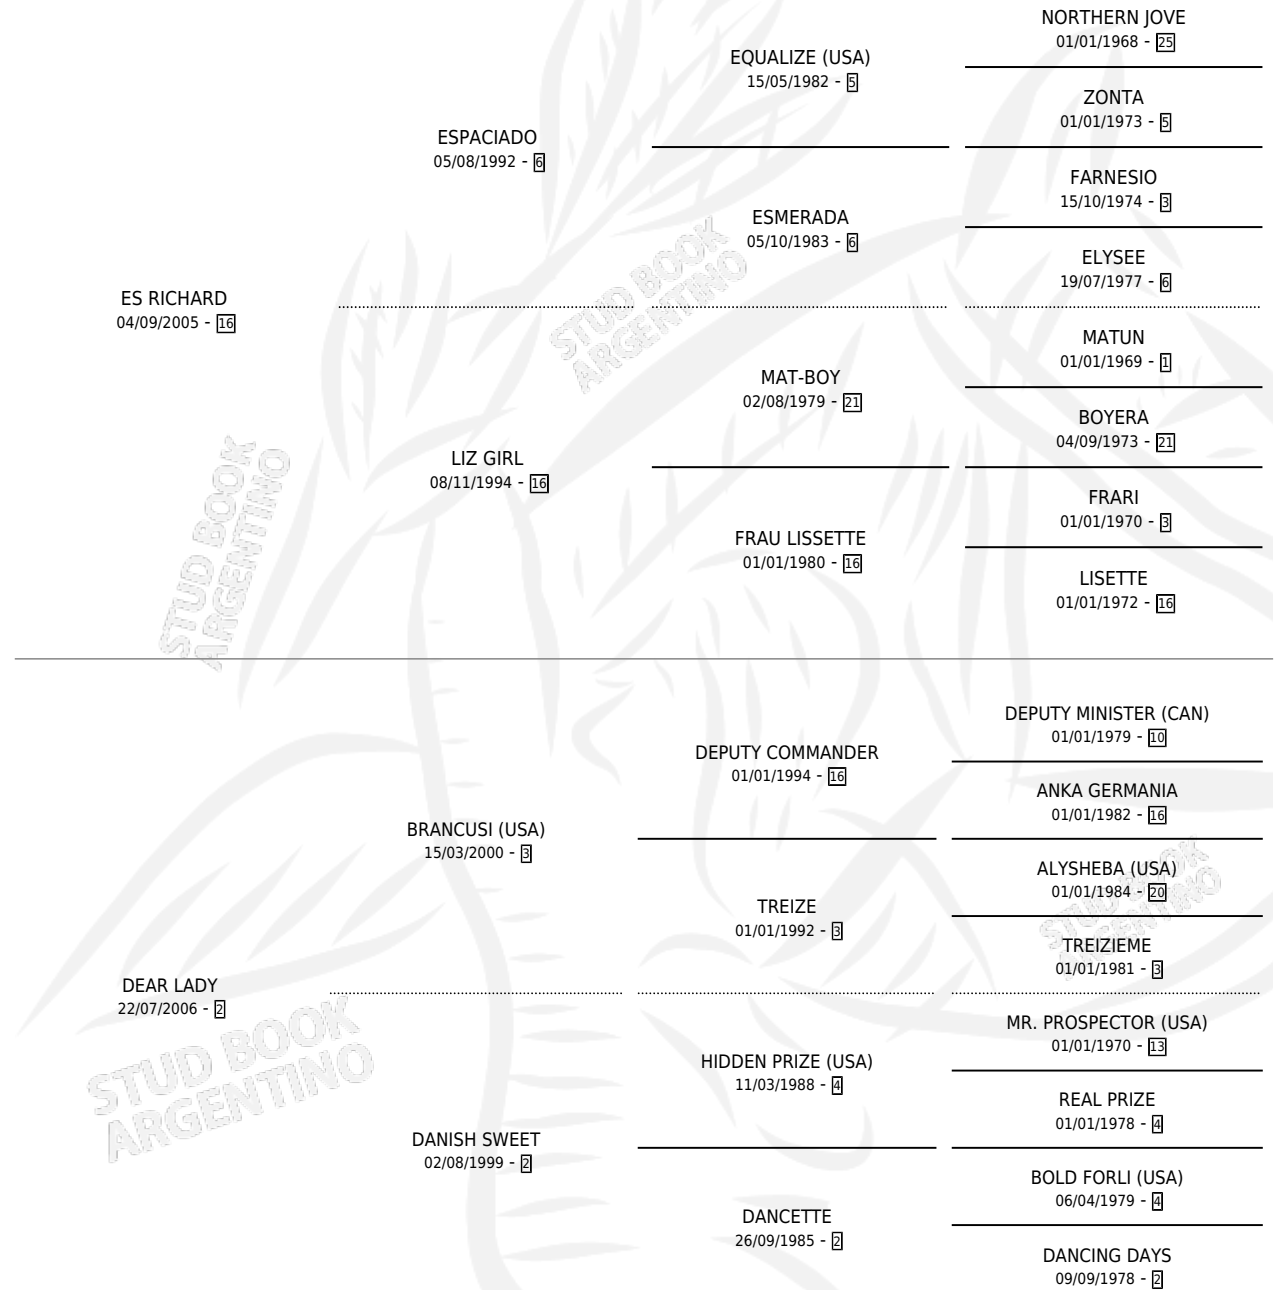 NORTHERN JOVE
01/01/1968 - 25
EQUALIZE (USA)
15/05/1982 - 5
ZONTA
01/01/1973 - 5
ESPACIADO
05/08/1992 - 6
FARNESIO
15/10/1974 - 3
ESMERADA
05/10/1983 - 6
ELYSEE
19/07/1977 - 6
STUD BOOK
ARGENTINO
ES RICHARD
04/09/2005 - 16
MATUN
01/01/1969 - 1
MAT-BOY
02/08/1979 - 21
BOYERA
04/09/1973 - 21
LIZ GIRL
08/11/1994 - 16
STUD BOOK
ARGENTINO
FRARI
01/01/1970 - 3
FRAU LISSETTE
01/01/1980 - 16
LISETTE
01/01/1972 - 16
DEPUTY MINISTER (CAN)
01/01/1979 - 10
DEPUTY COMMANDER
01/01/1994 - 16
ANKA GERMANIA
01/01/1982 - 16
BRANCUSI (USA)
15/03/2000 - 3
ALYSHEBA (USA)
01/01/1984 - 20
STUD BOOK
ARGENTINO
TREIZE
01/01/1992 - 3
TREIZIEME
01/01/1981 - 3
DEAR LADY
22/07/2006 - 2
STUD BOOK
ARGENTINO
MR. PROSPECTOR (USA)
01/01/1970 - 13
HIDDEN PRIZE (USA)
11/03/1988 - 4
REAL PRIZE
01/01/1978 - 4
DANISH SWEET
02/08/1999 - 2
BOLD FORLI (USA)
06/04/1979 - 4
DANCETTE
26/09/1985 - 2
DANCING DAYS
09/09/1978 - 2